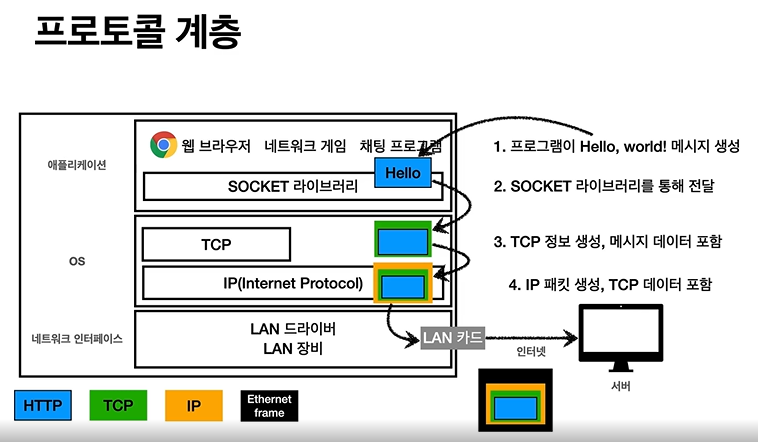 프로토콜 계층
애플리케이션
웹 브라우저 네트워크 게임 채팅 프로그램
Hello
SOCKET 라이브러리
1. 프로그램이 Hello, world! 메시지 생성
2. SOCKET 라이브러리를 통해 전달
OS
TCP
IP(Internet Protocol)
3. TCP 정보 생성, 메시지 데이터 포함
4. IP 패킷 생성, TCP 데이터 포함
네트워크 인터페이스
LAN 드라이버
LAN 장비
LAN 카드
인터넷
서버
HTTP
TCP
IP
Ethernet
frame